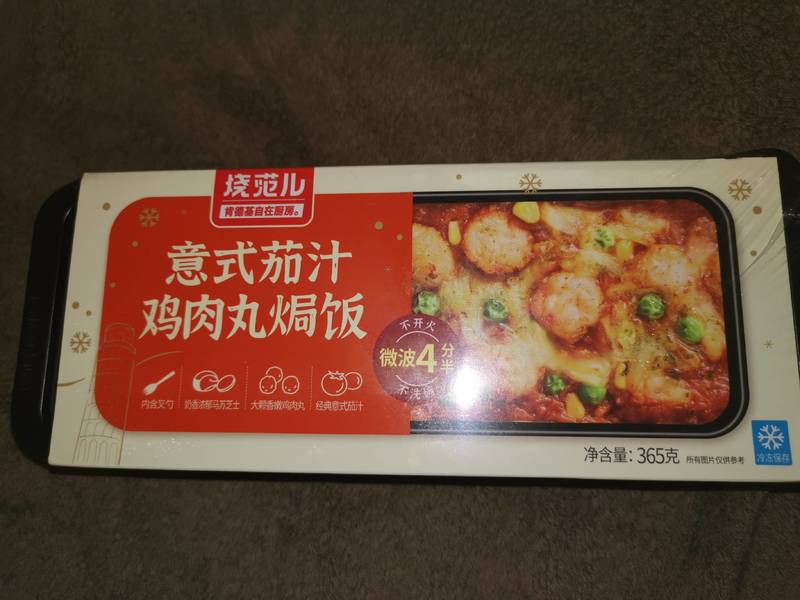 烧范儿
肯德基自在厨房。
意式茄汁
鸡肉丸焗饭
内含叉勺
奶香浓郁马苏芝士
大颗香嫩鸡肉丸
经典意式茄汁
不开火
微波4分半
不洗锅
净含量：365克
所有图片仅供参考
冷冻保存